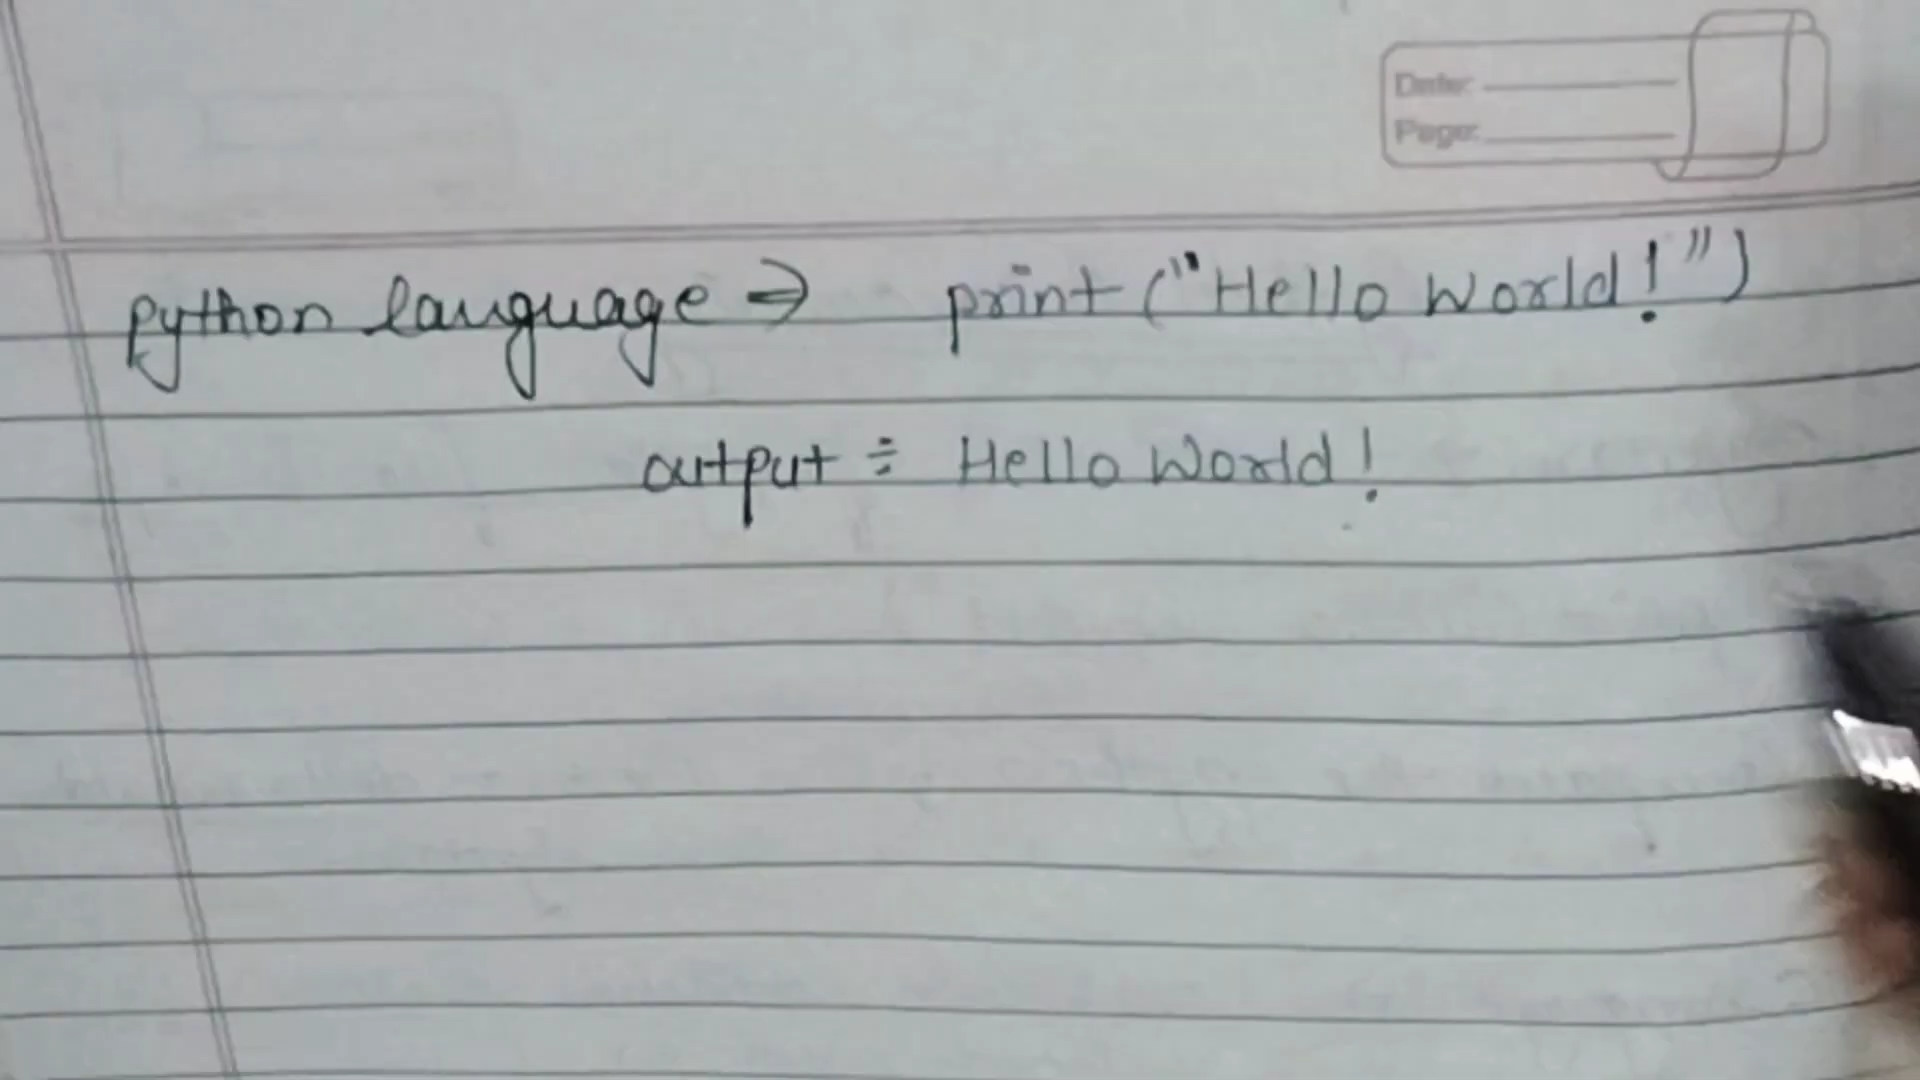 Date:
Page:
python language ⇒ print ("Hello World!")
output ÷ Hello World!